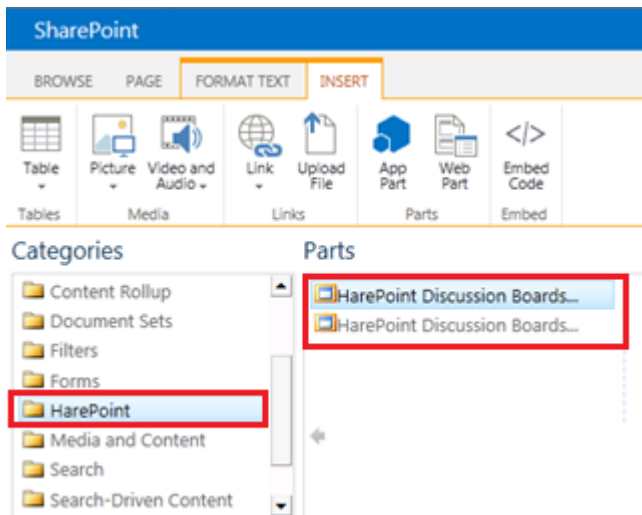 SharePoint
BROWSE PAGE FORMAT TEXT INSERT
Table Picture Video and Audio Link Upload File App Part Web Part Embed Code
Tables Media Links Parts Embed
Categories
Content Rollup
Document Sets
Filters
Forms
HarePoint
Media and Content
Search
Search-Driven Content
Parts
HarePoint Discussion Boards...
HarePoint Discussion Boards...